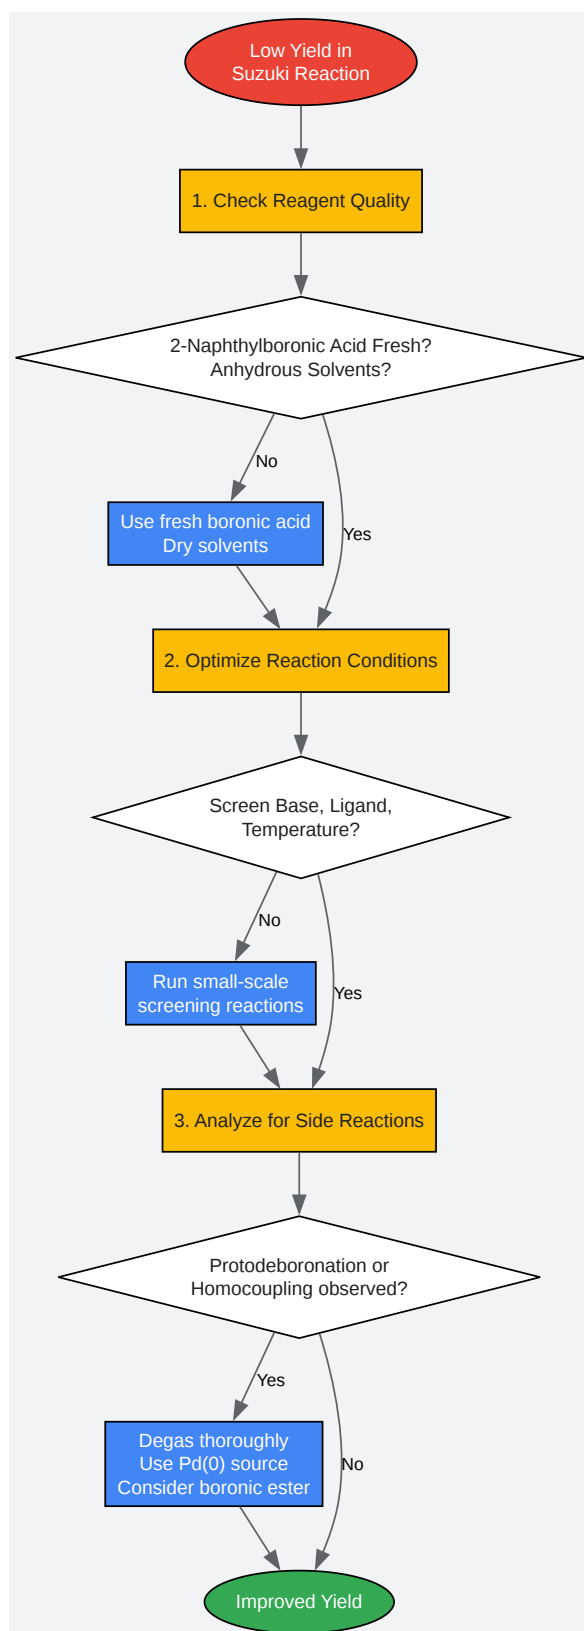 Low Yield in
Suzuki Reaction
1. Check Reagent Quality
2-Naphthylboronic Acid Fresh?
Anhydrous Solvents?
No
Use fresh boronic acid
Dry solvents
Yes
2. Optimize Reaction Conditions
Screen Base, Ligand,
Temperature?
No
Run small-scale
screening reactions
Yes
3. Analyze for Side Reactions
Protodeboronation or
Homocoupling observed?
Yes
Degas thoroughly
Use Pd(0) source
Consider boronic ester
No
Improved Yield